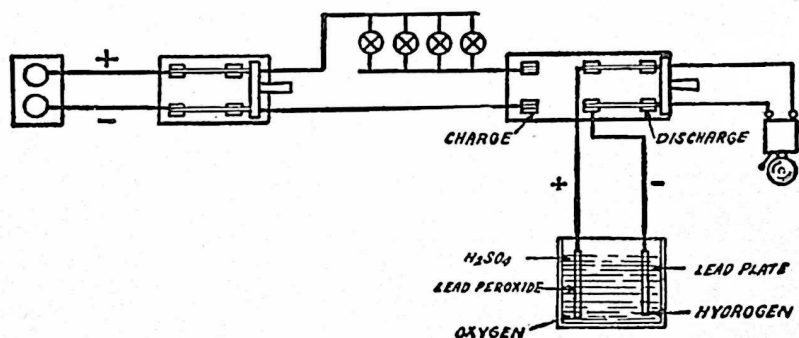 +
-
CHARGE
DISCHARGE
+
-
H₂SO₄
LEAD PLATE
LEAD PEROXIDE
HYDROGEN
OXYGEN